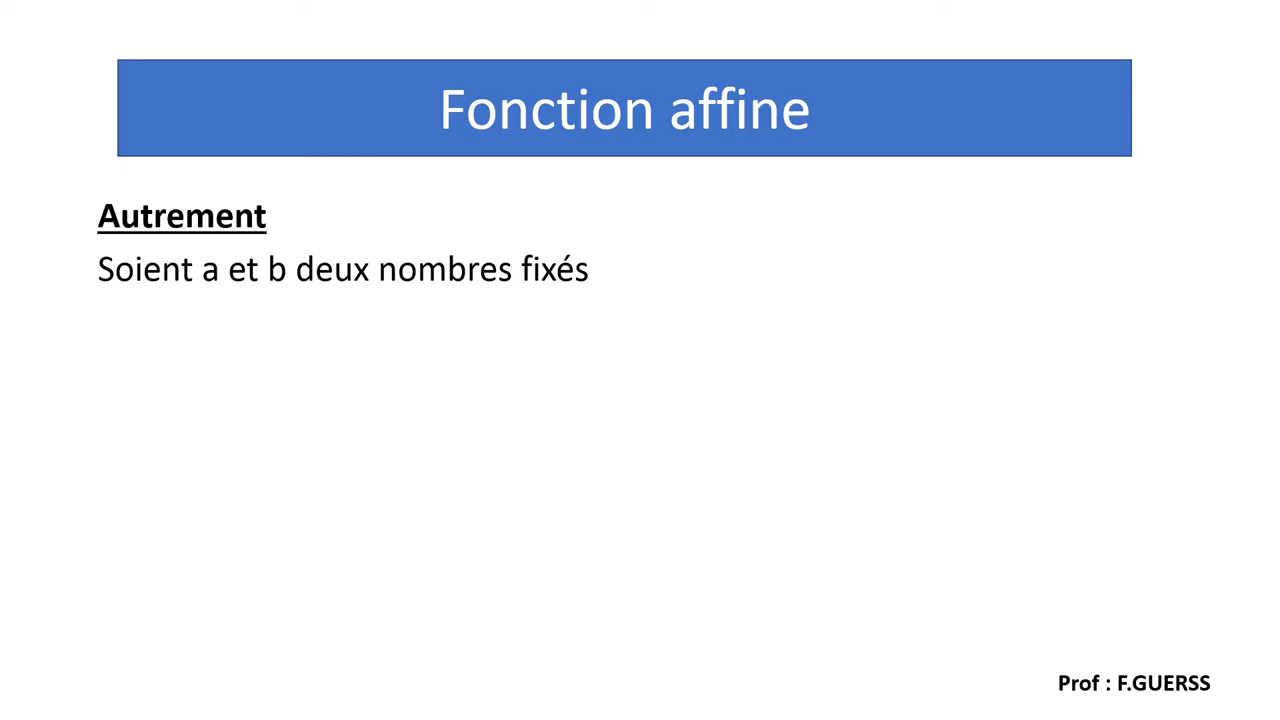 Fonction affine
Autrement
Soient a et b deux nombres fixés
Prof : F.GUERSS